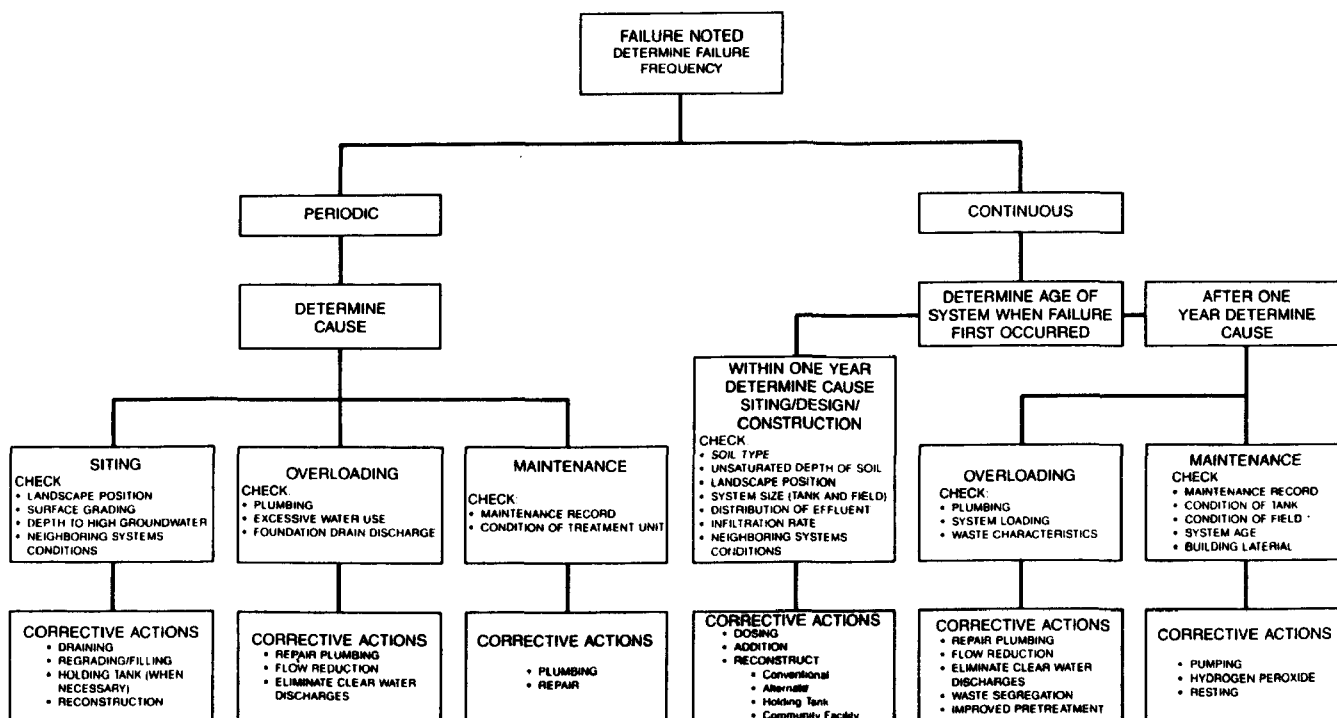 FAILURE NOTED
DETERMINE FAILURE
FREQUENCY
PERIODIC
CONTINUOUS
DETERMINE
CAUSE
DETERMINE AGE OF
SYSTEM WHEN FAILURE
FIRST OCCURRED
AFTER ONE
YEAR DETERMINE
CAUSE
SITING
CHECK
• LANDSCAPE POSITION
• SURFACE GRADING
• DEPTH TO HIGH GROUNDWATER
• NEIGHBORING SYSTEMS
CONDITIONS
OVERLOADING
CHECK:
• PLUMBING
• EXCESSIVE WATER USE
• FOUNDATION DRAIN DISCHARGE
MAINTENANCE
CHECK:
• MAINTENANCE RECORD
• CONDITION OF TREATMENT UNIT
WITHIN ONE YEAR
DETERMINE CAUSE
SITING/DESIGN/
CONSTRUCTION
CHECK
• SOIL TYPE
• UNSATURATED DEPTH OF SOIL
• LANDSCAPE POSITION
• SYSTEM SIZE (TANK AND FIELD)
• DISTRIBUTION OF EFFLUENT
• INFILTRATION RATE
• NEIGHBORING SYSTEMS
CONDITIONS
OVERLOADING
CHECK:
• PLUMBING
• SYSTEM LOADING
• WASTE CHARACTERISTICS
MAINTENANCE
CHECK
• MAINTENANCE RECORD
• CONDITION OF TANK
• CONDITION OF FIELD
• SYSTEM AGE
• BUILDING LATERIAL
CORRECTIVE ACTIONS
• DRAINING
• REGRADING/FILLING
• HOLDING TANK (WHEN
NECESSARY)
• RECONSTRUCTION
CORRECTIVE ACTIONS
• REPAIR PLUMBING
• FLOW REDUCTION
• ELIMINATE CLEAR WATER
DISCHARGES
CORRECTIVE ACTIONS
• PLUMBING
• REPAIR
CORRECTIVE ACTIONS
• DOSING
• ADDITION
• RECONSTRUCT
• Conventional
• Holding Tank
• Community Facility
CORRECTIVE ACTIONS
• REPAIR PLUMBING
• FLOW REDUCTION
• ELIMINATE CLEAR WATER
DISCHARGES
• WASTE SEGREGATION
• IMPROVED PRETREATMENT
CORRECTIVE ACTIONS
• PUMPING
• HYDROGEN PEROXIDE
• RESTING